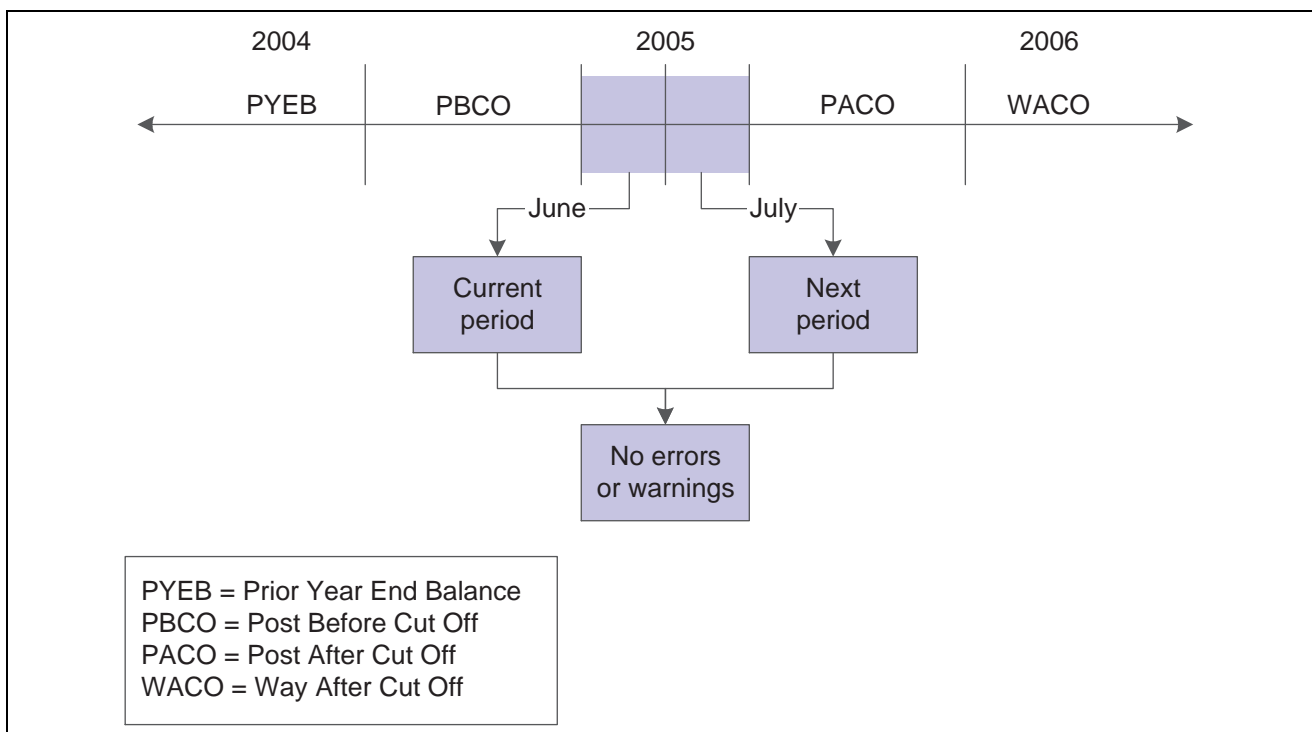 2004 2005 2006
PYEB PBCO PACO WACO
June July
Current
period
Next
period
No errors
or warnings
PYEB = Prior Year End Balance
PBCO = Post Before Cut Off
PACO = Post After Cut Off
WACO = Way After Cut Off